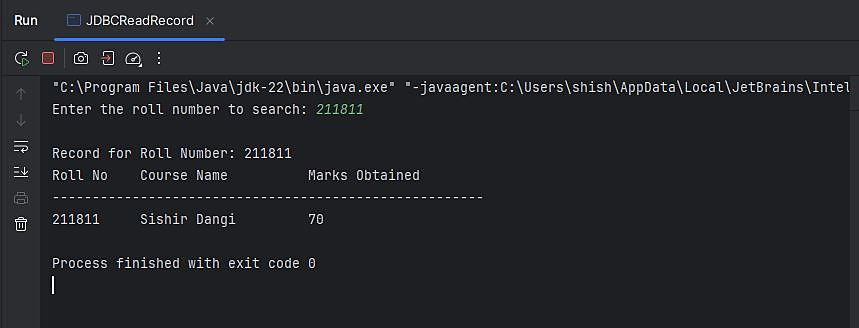 Run JDBCReadRecord
"C:\Program Files\Java\jdk-22\bin\java.exe" "-javaagent:C:\Users\shish\AppData\Local\JetBrains\Intel
Enter the roll number to search: 211811
Record for Roll Number: 211811
Roll No    Course Name          Marks Obtained
------------------------------------------------------
211811     Sishir Dangi         70
Process finished with exit code 0